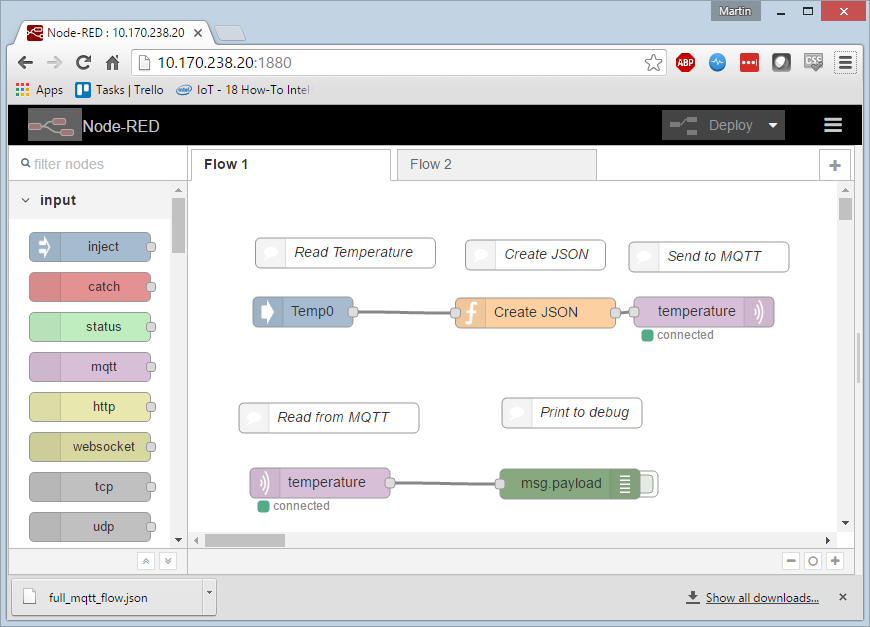 Martin
Node-RED : 10.170.238.20
10.170.238.20:1880
ABP
CSS
Apps Tasks | Trello intel IoT - 18 How-To Intel
Node-RED
Deploy
filter nodes
Flow 1 Flow 2
input
inject
catch
status
mqtt
http
websocket
tcp
udp
Read Temperature Create JSON Send to MQTT
Temp0 Create JSON temperature
connected
Read from MQTT Print to debug
temperature msg.payload
connected
full_mqtt_flow.json
Show all downloads...